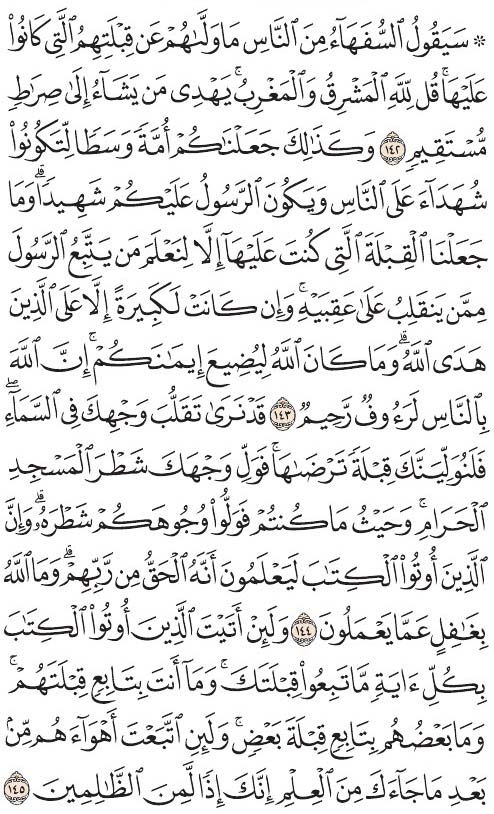 ۞ سَيَقُولُ ٱلسُّفَهَآءُ مِنَ ٱلنَّاسِ مَا وَلَّىٰهُمْ عَن قِبْلَتِهِمُ ٱلَّتِى كَانُوا۟
عَلَيْهَا ۚ قُل لِّلَّهِ ٱلْمَشْرِقُ وَٱلْمَغْرِبُ ۚ يَهْدِى مَن يَشَآءُ إِلَىٰ صِرَٰطٍ
مُّسْتَقِيمٍ ١٤٢ وَكَذَٰلِكَ جَعَلْنَٰكُمْ أُمَّةً وَسَطًا لِّتَكُونُوا۟
شُهَدَآءَ عَلَى ٱلنَّاسِ وَيَكُونَ ٱلرَّسُولُ عَلَيْكُمْ شَهِيدًا ۗ وَمَا
جَعَلْنَا ٱلْقِبْلَةَ ٱلَّتِى كُنتَ عَلَيْهَآ إِلَّا لِنَعْلَمَ مَن يَتَّبِعُ ٱلرَّسُولَ
مِمَّن يَنقَلِبُ عَلَىٰ عَقِبَيْهِ ۚ وَإِن كَانَتْ لَكَبِيرَةً إِلَّا عَلَى ٱلَّذِينَ
هَدَى ٱللَّهُ ۗ وَمَا كَانَ ٱللَّهُ لِيُضِيعَ إِيمَٰنَكُمْ ۚ إِنَّ ٱللَّهَ
بِٱلنَّاسِ لَرَءُوفٌ رَّحِيمٌ ١٤٣ قَدْ نَرَىٰ تَقَلُّبَ وَجْهِكَ فِى ٱلسَّمَآءِ ۖ
فَلَنُوَلِّيَنَّكَ قِبْلَةً تَرْضَىٰهَا ۚ فَوَلِّ وَجْهَكَ شَطْرَ ٱلْمَسْجِدِ
ٱلْحَرَامِ ۚ وَحَيْثُ مَا كُنتُمْ فَوَلُّوا۟ وُجُوهَكُمْ شَطْرَهُۥ ۗ وَإِنَّ
ٱلَّذِينَ أُوتُوا۟ ٱلْكِتَٰبَ لَيَعْلَمُونَ أَنَّهُ ٱلْحَقُّ مِن رَّبِّهِمْ ۗ وَمَا ٱللَّهُ
بِغَٰفِلٍ عَمَّا يَعْمَلُونَ ١٤٤ وَلَئِنْ أَتَيْتَ ٱلَّذِينَ أُوتُوا۟ ٱلْكِتَٰبَ
بِكُلِّ ءَايَةٍ مَّا تَبِعُوا۟ قِبْلَتَكَ ۚ وَمَآ أَنتَ بِتَابِعٍ قِبْلَتَهُمْ ۚ
وَمَا بَعْضُهُم بِتَابِعٍ قِبْلَةَ بَعْضٍ ۚ وَلَئِنِ ٱتَّبَعْتَ أَهْوَآءَهُم مِّنۢ
بَعْدِ مَا جَآءَكَ مِنَ ٱلْعِلْمِ إِنَّكَ إِذًا لَّمِنَ ٱلظَّٰلِمِينَ ١٤٥